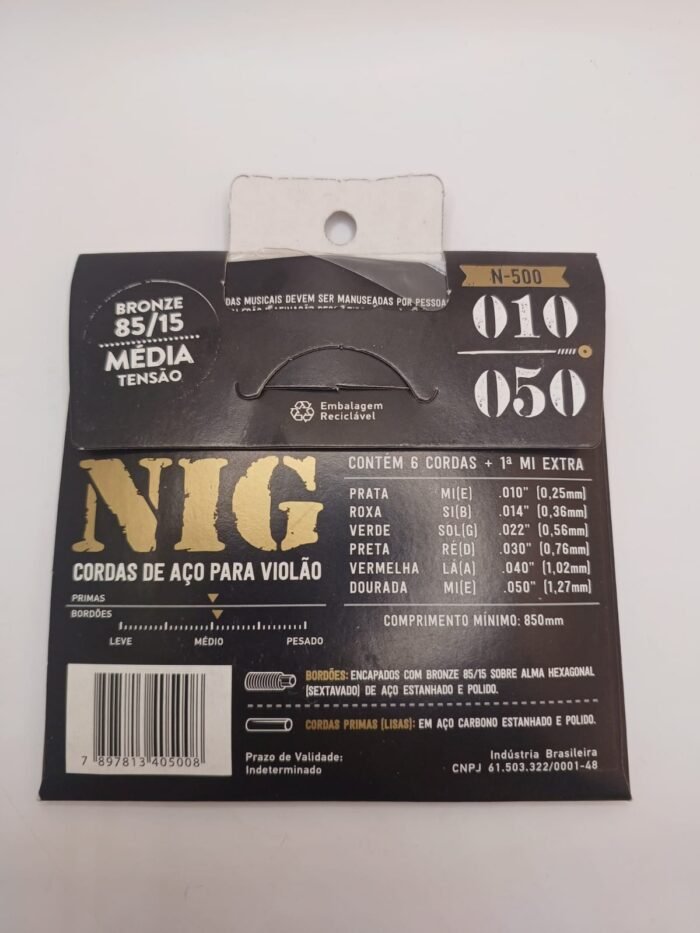 N-500
010
050
BRONZE
85/15
MÉDIA
TENSÃO
DAS MUSICAIS DEVEM SER MANUSEADAS POR PESSOA
Embalagem
Reciclável
NIG
CORDAS DE AÇO PARA VIOLÃO
PRIMAS
BORDÕES
LEVE MÉDIO PESADO
CONTÉM 6 CORDAS + 1ª MI EXTRA
PRATA MI(E) .010" (0,25mm)
ROXA SI(B) .014" (0,36mm)
VERDE SOL(G) .022" (0,56mm)
PRETA RÉ(D) .030" (0,76mm)
VERMELHA LÁ(A) .040" (1,02mm)
DOURADA MI(E) .050" (1,27mm)
COMPRIMENTO MÍNIMO: 850mm
BORDÕES: ENCAPADOS COM BRONZE 85/15 SOBRE ALMA HEXAGONAL
(SEXTAVADO) DE AÇO ESTANHADO E POLIDO.
CORDAS PRIMAS (LISAS): EM AÇO CARBONO ESTANHADO E POLIDO.
7 897813 405008
Prazo de Validade:
Indeterminado
Indústria Brasileira
CNPJ 61.503.322/0001-48